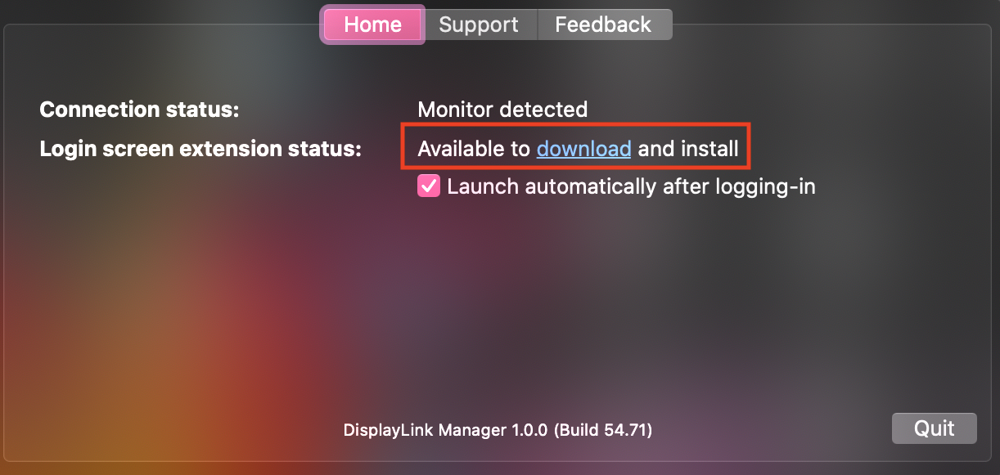 Home Support Feedback
Connection status: Monitor detected
Login screen extension status: Available to download and install
Launch automatically after logging-in
DisplayLink Manager 1.0.0 (Build 54.71)
Quit